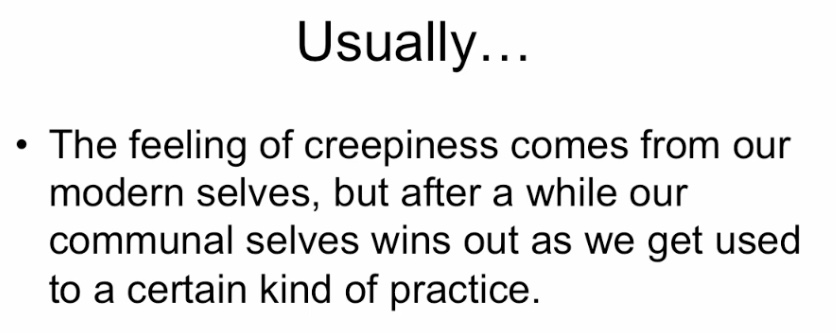 Usually…
• The feeling of creepiness comes from our
modern selves, but after a while our
communal selves wins out as we get used
to a certain kind of practice.